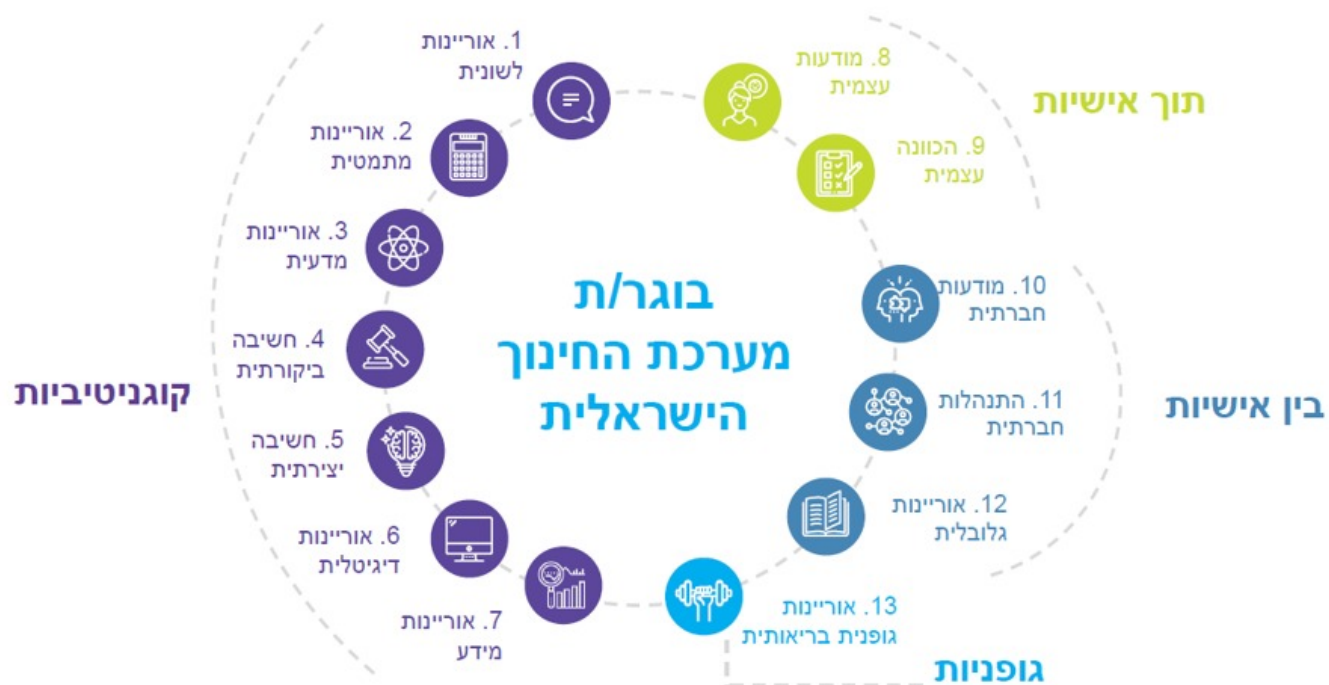 בוגר/ת
מערכת החינוך
הישראלית
קוגניטיביות
1. אוריינות
לשונית
2. אוריינות
מתמטית
3. אוריינות
מדעית
4. חשיבה
ביקורתית
5. חשיבה
יצירתית
6. אוריינות
דיגיטלית
7. אוריינות
מידע
תוך אישיות
8. מודעות
עצמית
9. הכוונה
עצמית
בין אישיות
10. מודעות
חברתית
11. התנהלות
חברתית
12. אוריינות
גלובלית
גופניות
13. אוריינות
גופנית בריאותית